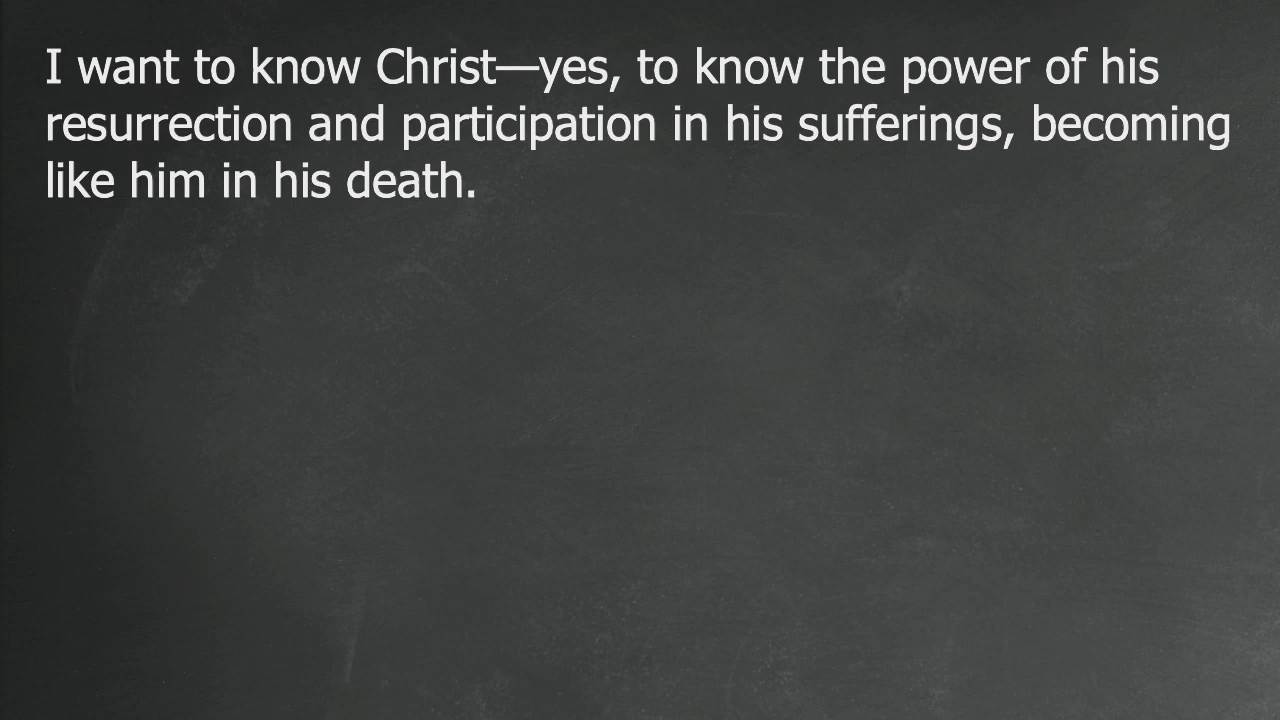 I want to know Christ—yes, to know the power of his
resurrection and participation in his sufferings, becoming
like him in his death.